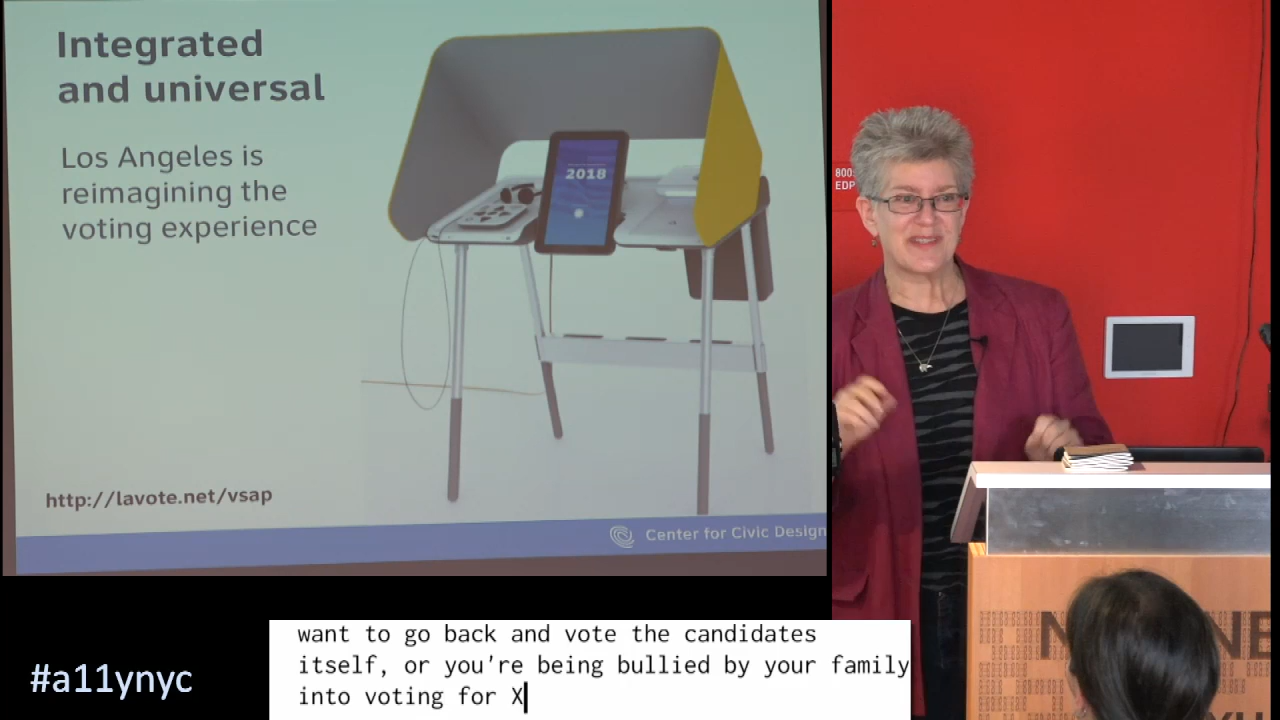 Integrated
and universal
Los Angeles is
reimagining the
voting experience
2018
http://lavote.net/vsap
Center for Civic Design
800
EDP
#a11ynyc
want to go back and vote the candidates
itself, or you're being bullied by your family
into voting for X